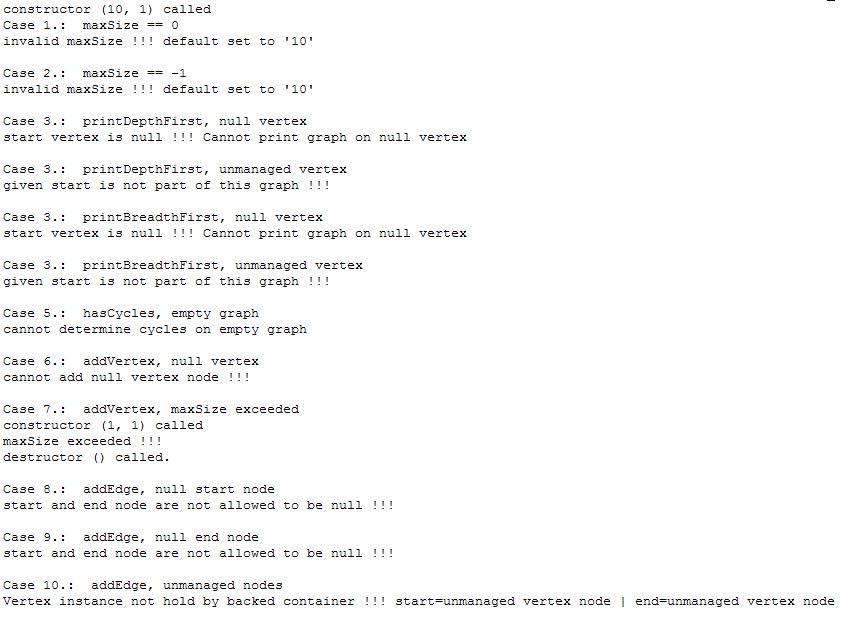 constructor (10, 1) called
Case 1.:  maxSize == 0
invalid maxSize !!! default set to '10'
Case 2.:  maxSize == -1
invalid maxSize !!! default set to '10'
Case 3.:  printDepthFirst, null vertex
start vertex is null !!! Cannot print graph on null vertex
Case 3.:  printDepthFirst, unmanaged vertex
given start is not part of this graph !!!
Case 3.:  printBreadthFirst, null vertex
start vertex is null !!! Cannot print graph on null vertex
Case 3.:  printBreadthFirst, unmanaged vertex
given start is not part of this graph !!!
Case 5.:  hasCycles, empty graph
cannot determine cycles on empty graph
Case 6.:  addVertex, null vertex
cannot add null vertex node !!!
Case 7.:  addVertex, maxSize exceeded
constructor (1, 1) called
maxSize exceeded !!!
destructor () called.
Case 8.:  addEdge, null start node
start and end node are not allowed to be null !!!
Case 9.:  addEdge, null end node
start and end node are not allowed to be null !!!
Case 10.:  addEdge, unmanaged nodes
Vertex instance not hold by backed container !!! start=unmanaged vertex node | end=unmanaged vertex node